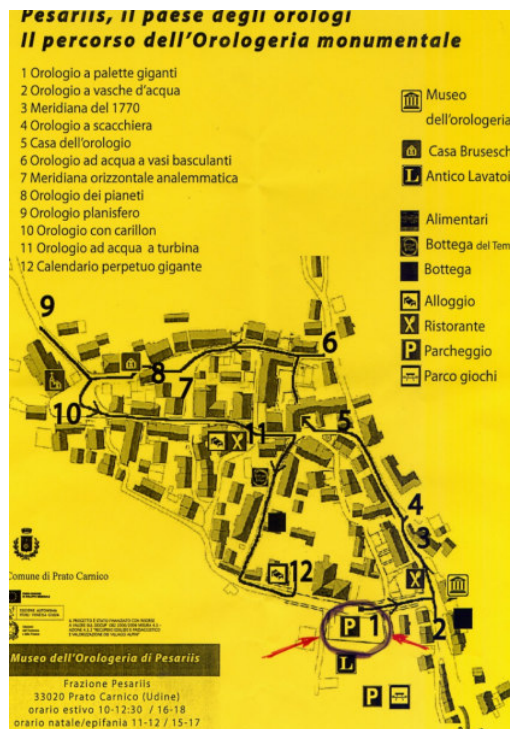 Pesariis, il paese degli orologi
Il percorso dell'Orologeria monumentale
1 Orologio a palette giganti
2 Orologio a vasche d'acqua
3 Meridiana del 1770
4 Orologio a scacchiera
5 Casa dell'orologio
6 Orologio ad acqua a vasi basculanti
7 Meridiana orizzontale analemmatica
8 Orologio dei pianeti
9 Orologio planisfero
10 Orologio con carillon
11 Orologio ad acqua a turbina
12 Calendario perpetuo gigante
Museo
dell'orologeria
Casa Brusesch
L Antico Lavatoi
Alimentari
Bottega del Tem
Bottega
Alloggio
Ristorante
P Parcheggio
Parco giochi
9
6
8
7
10
11
5
4
3
12
P 1
2
L
P
Comune di Prato Carnico
Museo dell'Orologeria di Pesariis
Frazione Pesariis
33020 Prato Carnico (Udine)
orario estivo 10-12:30 / 16-18
orario natale/epifania 11-12 / 15-17